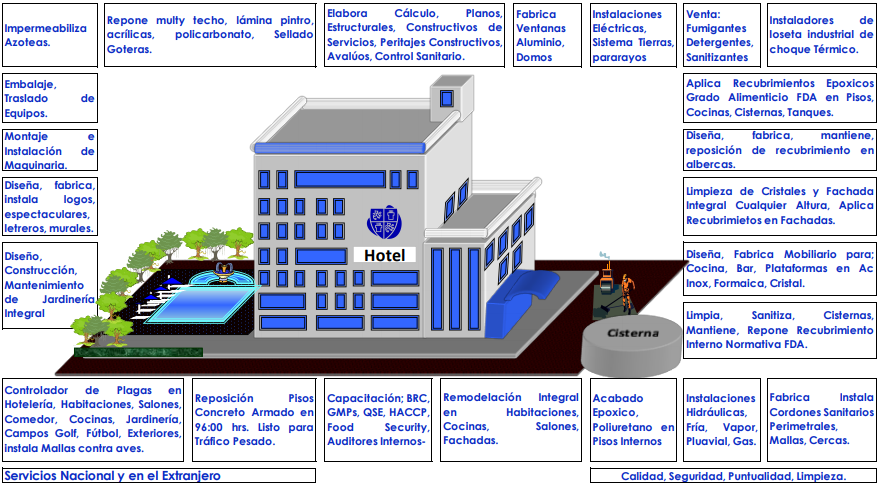 Impermeabiliza
Azoteas.
Repone multy techo, lámina pintro,
acrílicas, policarbonato, Sellado
Goteras.
Elabora Cálculo, Planos,
Estructurales, Constructivos de
Servicios, Peritajes Constructivos,
Avalúos, Control Sanitario.
Fabrica
Ventanas
Aluminio,
Domos
Instalaciones
Eléctricas,
Sistema Tierras,
pararayos
Venta:
Fumigantes
Detergentes,
Sanitizantes
Instaladores de
loseta industrial de
choque Térmico.
Embalaje,
Traslado de
Equipos.
Montaje e
Instalación de
Maquinaria.
Diseña, fabrica,
instala logos,
espectaculares,
letreros, murales.
Diseño,
Construcción,
Mantenimiento
de Jardinería
Integral
Hotel
Cisterna
Aplica Recubrimientos Epoxicos
Grado Alimenticio FDA en Pisos,
Cocinas, Cisternas, Tanques.
Diseña, fabrica, mantiene,
reposición de recubrimiento en
albercas.
Limpieza de Cristales y Fachada
Integral Cualquier Altura, Aplica
Recubrimietos en Fachadas.
Diseña, Fabrica Mobiliario para;
Cocina, Bar, Plataformas en Ac
Inox, Formaica, Cristal.
Limpia, Sanitiza, Cisternas,
Mantiene, Repone Recubrimiento
Interno Normativa FDA.
Controlador de Plagas en
Hotelería, Habitaciones, Salones,
Comedor, Cocinas, Jardinería,
Campos Golf, Fútbol, Exteriores,
instala Mallas contra aves.
Reposición Pisos
Concreto Armado en
96:00 hrs. Listo para
Tráfico Pesado.
Capacitación; BRC,
GMPs, QSE, HACCP,
Food Security,
Auditores Internos-
Remodelación Integral
en Habitaciones,
Cocinas, Salones,
Fachadas.
Acabado
Epoxico,
Poliuretano en
Pisos Internos
Instalaciones
Hidráulicas,
Fría, Vapor,
Pluavial, Gas.
Fabrica Instala
Cordones Sanitarios
Perimetrales,
Mallas, Cercas.
Servicios Nacional y en el Extranjero
Calidad, Seguridad, Puntualidad, Limpieza.